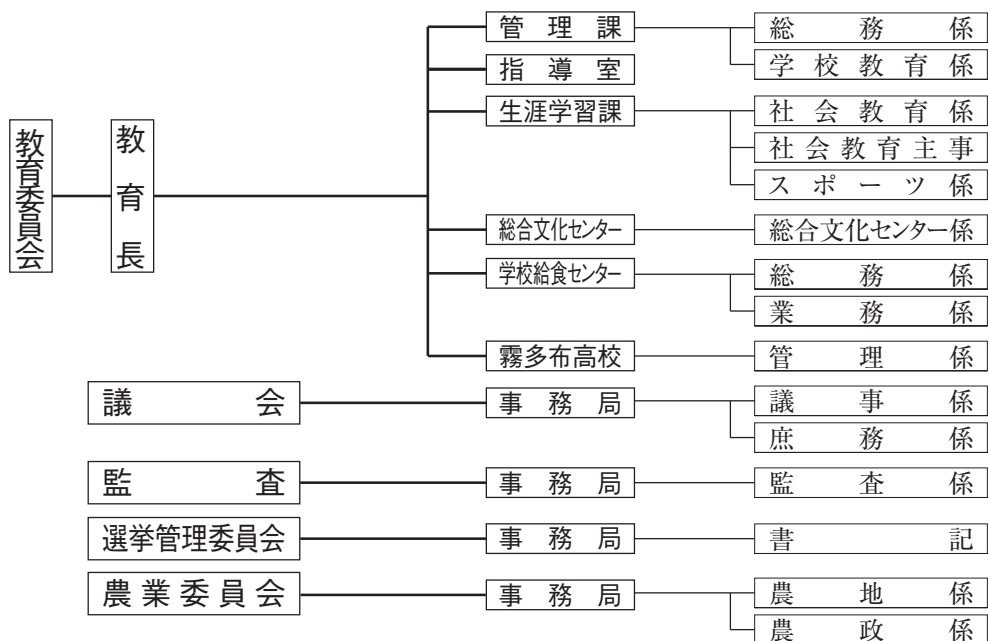 教育委員会
教育長
管理課
総務係
学校教育係
指導室
生涯学習課
社会教育係
社会教育主事
スポーツ係
総合文化センター
総合文化センター係
学校給食センター
総務係
業務係
霧多布高校
管理係
議会
事務局
議事係
庶務係
監査
事務局
監査係
選挙管理委員会
事務局
書記
農業委員会
事務局
農地係
農政係